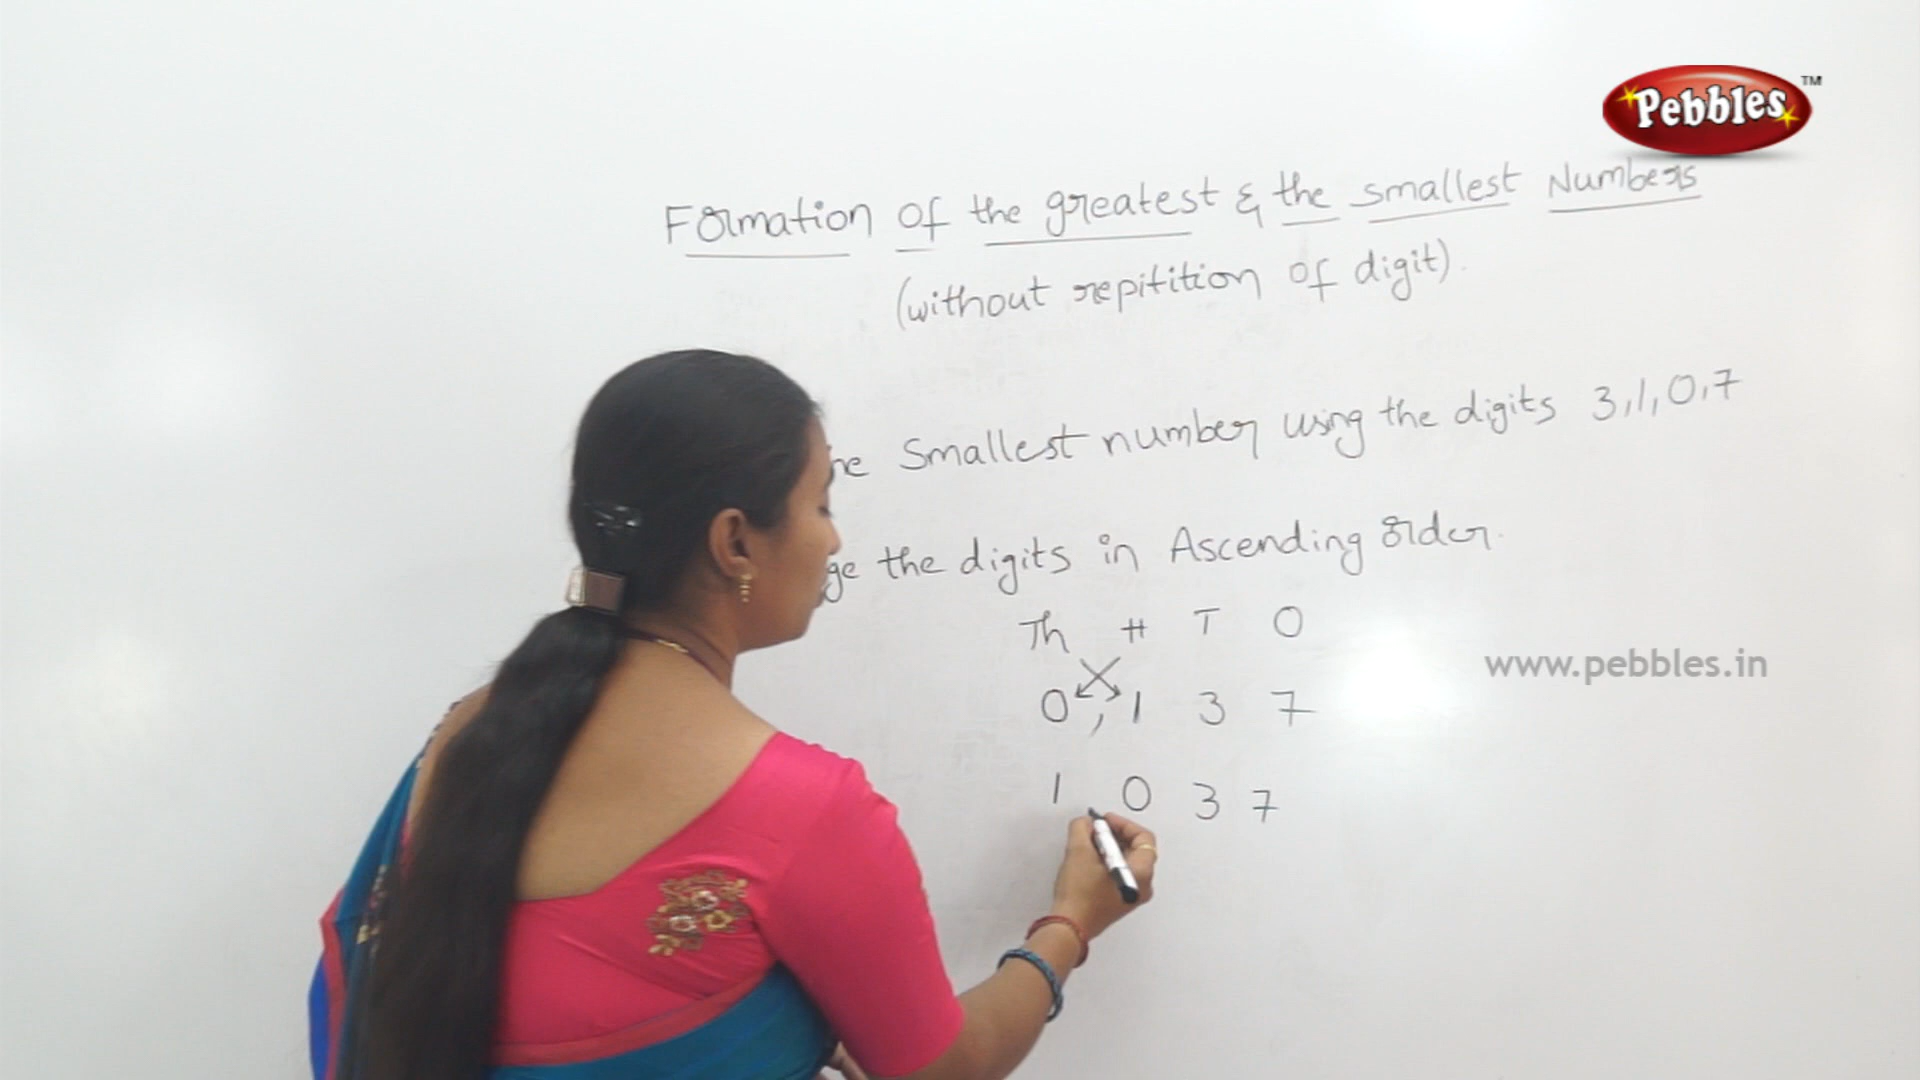 Pebbles TM
Formation of the greatest & the smallest Numbers
(without repitition of digit).
smallest number using the digits 3,1,0,7
the digits in Ascending order.
Th H T O
www.pebbles.in
0 , 1 3 7
1 0 3 7